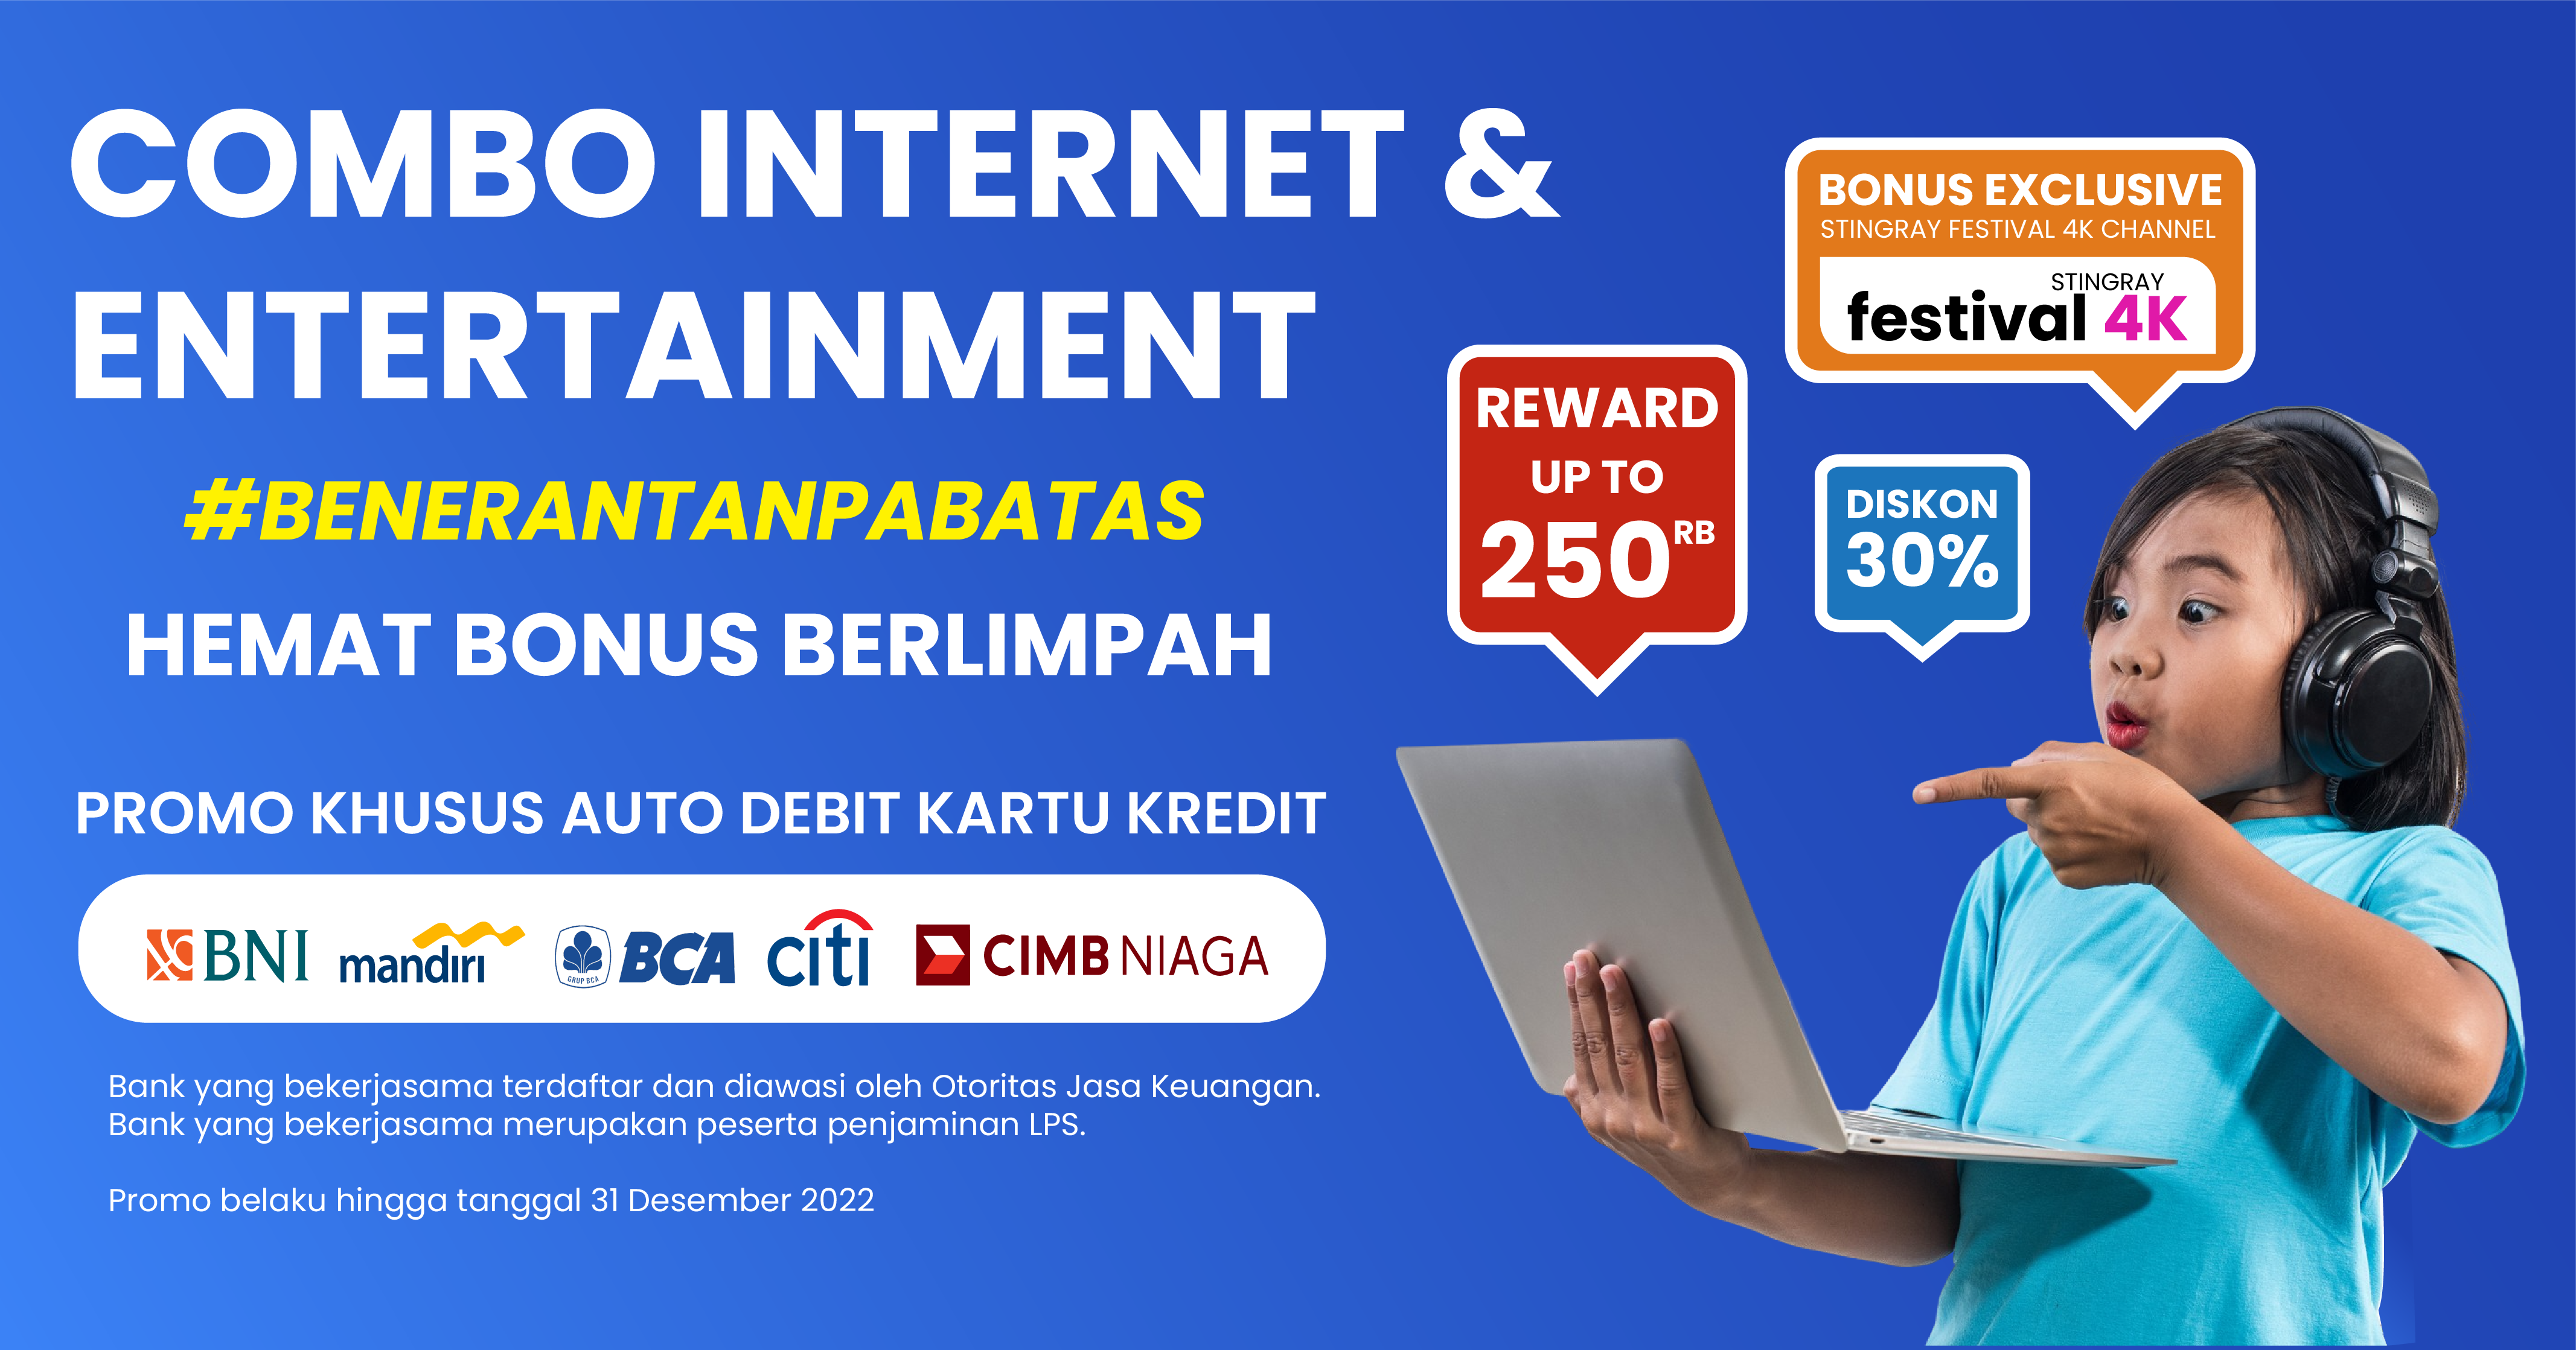 COMBO INTERNET &
ENTERTAINMENT
#BENERANTANPABATAS
HEMAT BONUS BERLIMPAH
PROMO KHUSUS AUTO DEBIT KARTU KREDIT
BNI mandiri GRUP BCA BCA citi CIMB NIAGA
Bank yang bekerjasama terdaftar dan diawasi oleh Otoritas Jasa Keuangan.
Bank yang bekerjasama merupakan peserta penjaminan LPS.
Promo belaku hingga tanggal 31 Desember 2022
REWARD
UP TO
250 RB
BONUS EXCLUSIVE
STINGRAY FESTIVAL 4K CHANNEL
STINGRAY
festival 4K
DISKON
30%